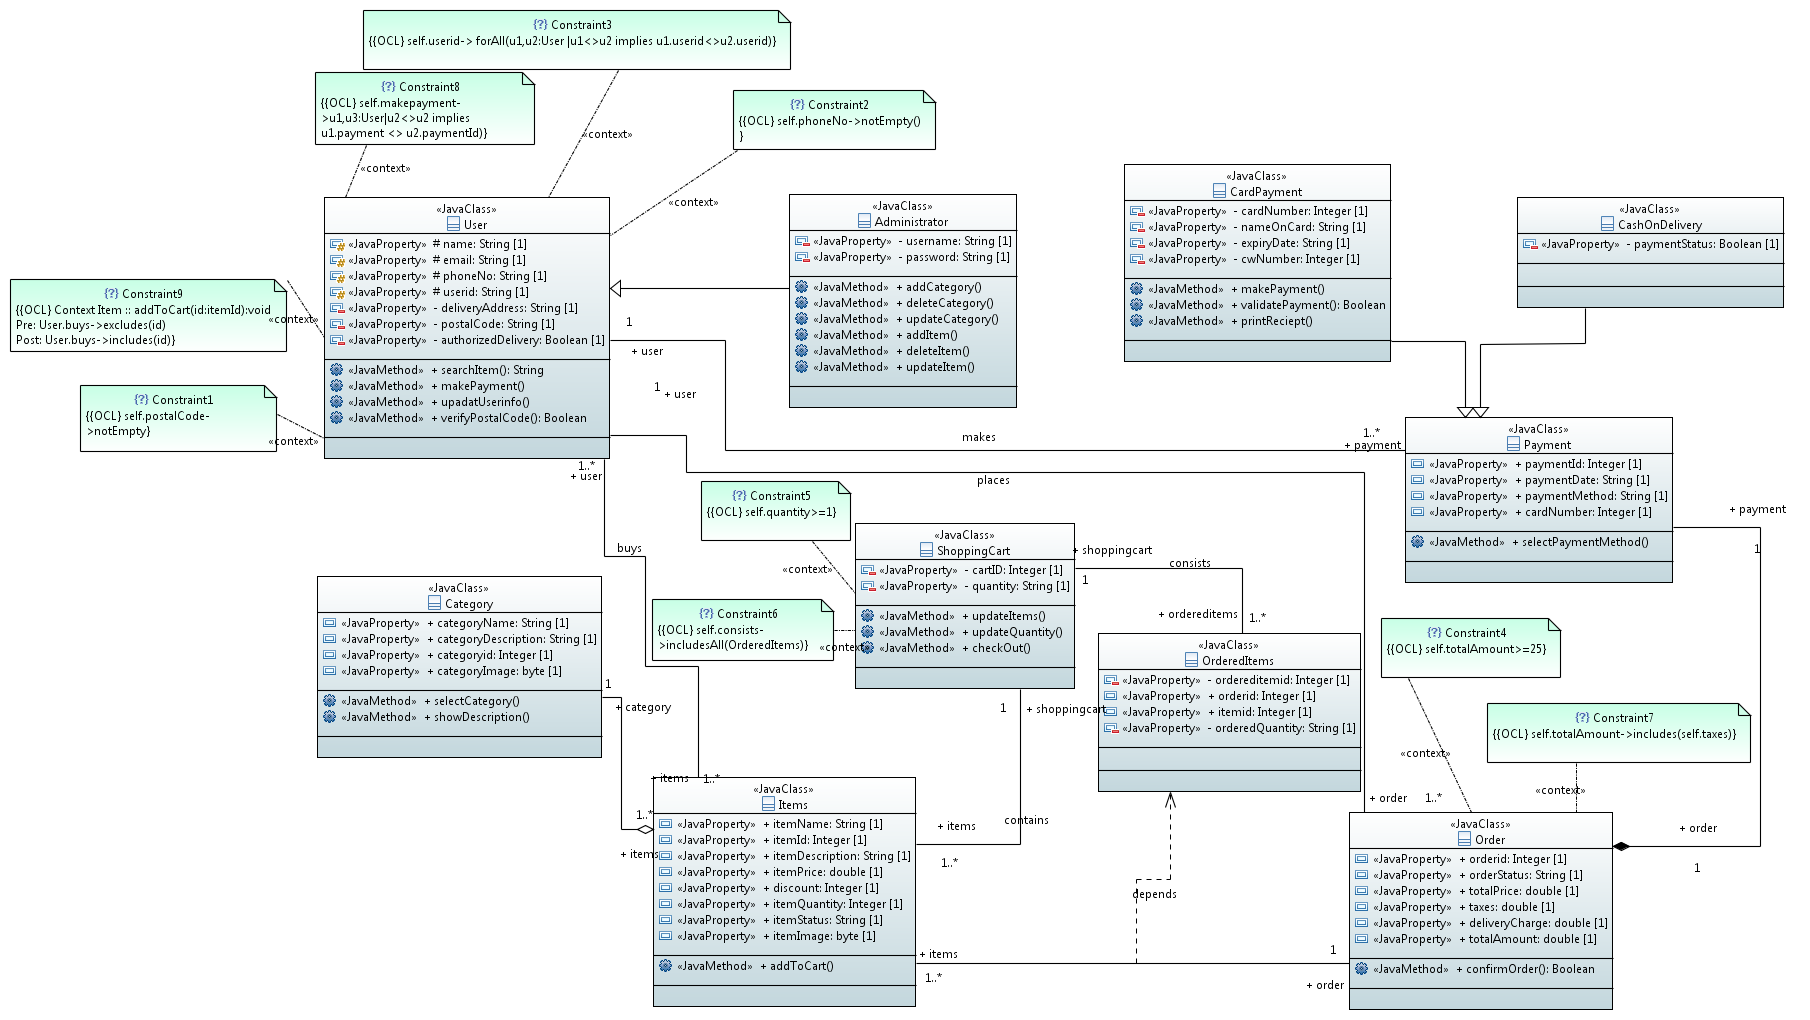 {?} Constraint3
{{OCL} self.userid-> forAll(u1,u2:User |u1<>u2 implies u1.userid<>u2.userid)}
{?} Constraint8
{{OCL} self.makepayment-
>u1,u3:User|u2<>u2 implies
u1.payment <> u2.paymentId)}
{?} Constraint2
{{OCL} self.phoneNo->notEmpty()
}
«context»
«context»
«context»
«JavaClass»
User
«JavaProperty» # name: String [1]
«JavaProperty» # email: String [1]
«JavaProperty» # phoneNo: String [1]
«JavaProperty» # userid: String [1]
«JavaProperty» - deliveryAddress: String [1]
«JavaProperty» - postalCode: String [1]
«JavaProperty» - authorizedDelivery: Boolean [1]
«JavaMethod» + searchItem(): String
«JavaMethod» + makePayment()
«JavaMethod» + upadatUserinfo()
«JavaMethod» + verifyPostalCode(): Boolean
«JavaClass»
Administrator
«JavaProperty» - username: String [1]
«JavaProperty» - password: String [1]
«JavaMethod» + addCategory()
«JavaMethod» + deleteCategory()
«JavaMethod» + updateCategory()
«JavaMethod» + addItem()
«JavaMethod» + deleteItem()
«JavaMethod» + updateItem()
«JavaClass»
CardPayment
«JavaProperty» - cardNumber: Integer [1]
«JavaProperty» - nameOnCard: String [1]
«JavaProperty» - expiryDate: String [1]
«JavaProperty» - cwNumber: Integer [1]
«JavaMethod» + makePayment()
«JavaMethod» + validatePayment(): Boolean
«JavaMethod» + printReciept()
«JavaClass»
CashOnDelivery
«JavaProperty» - paymentStatus: Boolean [1]
{?} Constraint9
{{OCL} Context Item :: addToCart(id:itemId):void
Pre: User.buys->excludes(id)
Post: User.buys->includes(id)}
«context»
{?} Constraint1
{{OCL} self.postalCode-
>notEmpty}
«context»
1
+ user
1
+ user
1..*
+ user
makes
1..*
+ payment
places
buys
«JavaClass»
Payment
«JavaProperty» + paymentId: Integer [1]
«JavaProperty» + paymentDate: String [1]
«JavaProperty» + paymentMethod: String [1]
«JavaProperty» + cardNumber: Integer [1]
«JavaMethod» + selectPaymentMethod()
+ payment
1
{?} Constraint5
{{OCL} self.quantity>=1}
«context»
{?} Constraint6
{{OCL} self.consists-
>includesAll(OrderedItems)}
«context»
«JavaClass»
ShoppingCart
«JavaProperty» - cartID: Integer [1]
«JavaProperty» - quantity: String [1]
«JavaMethod» + updateItems()
«JavaMethod» + updateQuantity()
«JavaMethod» + checkOut()
+ shoppingcart
1
consists
+ ordereditems
1..*
«JavaClass»
OrderedItems
«JavaProperty» - ordereditemid: Integer [1]
«JavaProperty» + orderid: Integer [1]
«JavaProperty» + itemid: Integer [1]
«JavaProperty» - orderedQuantity: String [1]
«JavaClass»
Category
«JavaProperty» + categoryName: String [1]
«JavaProperty» + categoryDescription: String [1]
«JavaProperty» + categoryid: Integer [1]
«JavaProperty» + categoryImage: byte [1]
«JavaMethod» + selectCategory()
«JavaMethod» + showDescription()
1
+ category
1
+ shoppingcart
{?} Constraint4
{{OCL} self.totalAmount>=25}
«context»
{?} Constraint7
{{OCL} self.totalAmount->includes(self.taxes)}
«context»
+ items
1..*
1..*
+ items
«JavaClass»
Items
«JavaProperty» + itemName: String [1]
«JavaProperty» + itemId: Integer [1]
«JavaProperty» + itemDescription: String [1]
«JavaProperty» + itemPrice: double [1]
«JavaProperty» + discount: Integer [1]
«JavaProperty» + itemQuantity: Integer [1]
«JavaProperty» + itemStatus: String [1]
«JavaProperty» + itemImage: byte [1]
«JavaMethod» + addToCart()
+ items
contains
1..*
depends
+ items
1..*
1
+ order
+ order
1..*
«JavaClass»
Order
«JavaProperty» + orderid: Integer [1]
«JavaProperty» + orderStatus: String [1]
«JavaProperty» + totalPrice: double [1]
«JavaProperty» + taxes: double [1]
«JavaProperty» + deliveryCharge: double [1]
«JavaProperty» + totalAmount: double [1]
«JavaMethod» + confirmOrder(): Boolean
+ order
1